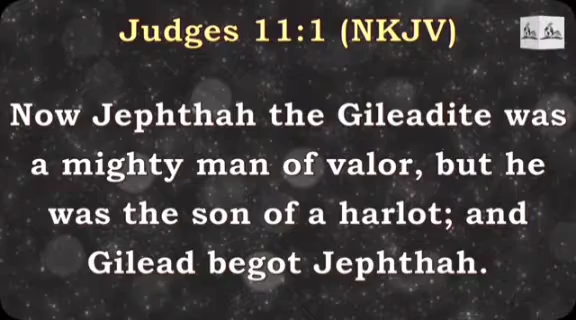 Judges 11:1 (NKJV)
Now Jephthah the Gileadite was
a mighty man of valor, but he
was the son of a harlot; and
Gilead begot Jephthah.